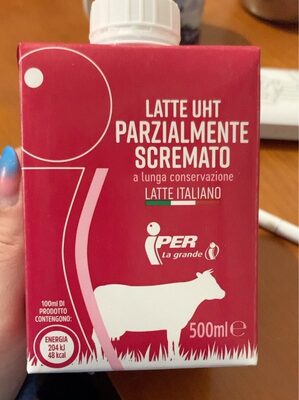 LATTE UHT
PARZIALMENTE
SCREMATO
a lunga conservazione
LATTE ITALIANO
iPER
La grande i
100ml DI
PRODOTTO
CONTENGONO:
ENERGIA
204 kJ
48 kcal
500ml e